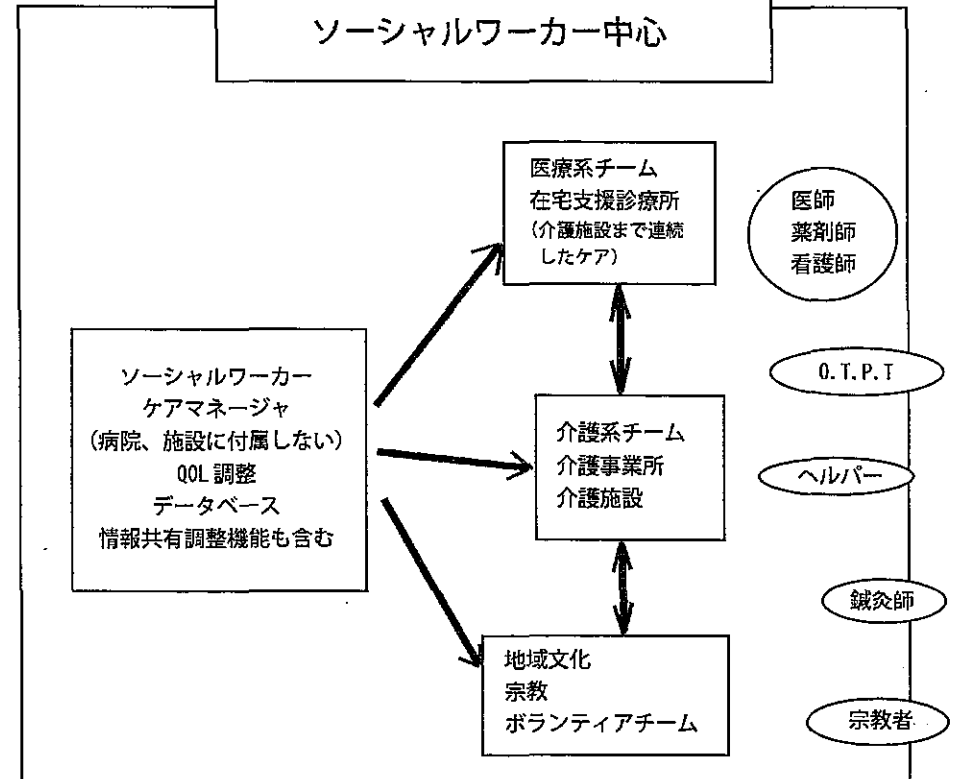 ソーシャルワーカー中心
医療系チーム
在宅支援診療所
(介護施設まで連続
したケア)
医師
薬剤師
看護師
O.T,P.T
ソーシャルワーカー
ケアマネージャ
(病院、施設に付属しない)
QOL調整
データベース
情報共有調整機能も含む
介護系チーム
介護事業所
介護施設
ヘルパー
鍼灸師
地域文化
宗教
ボランティアチーム
宗教者